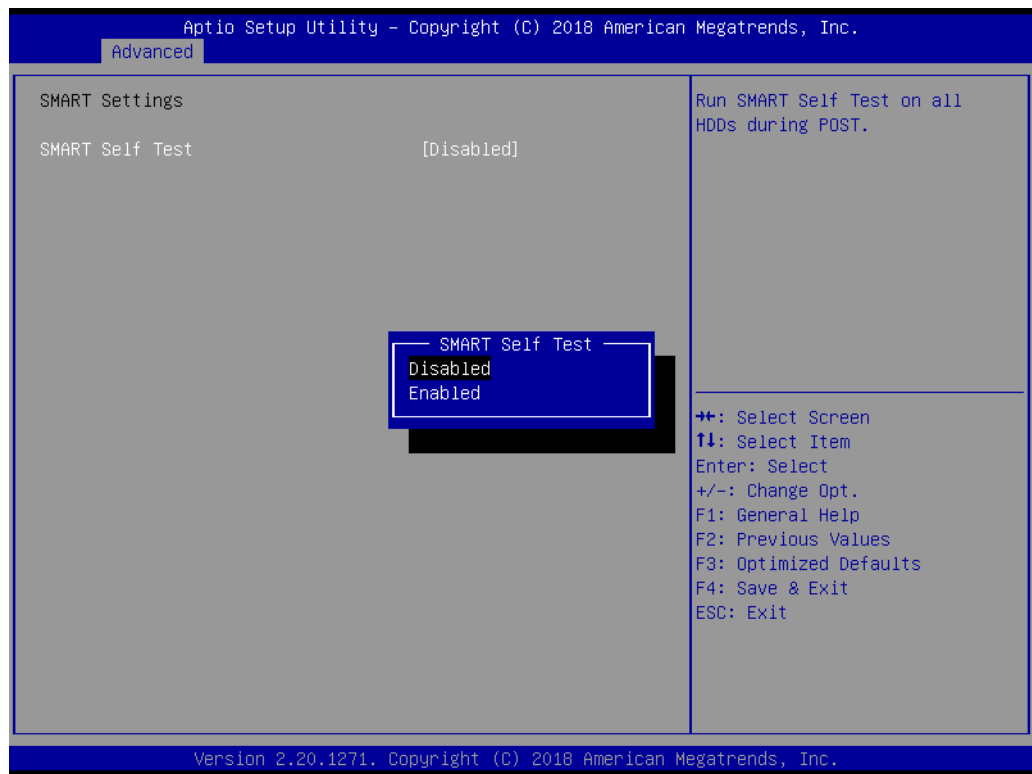 Aptio Setup Utility – Copyright (C) 2018 American Megatrends, Inc.
Advanced
SMART Settings
SMART Self Test [Disabled]
Run SMART Self Test on all
HDDs during POST.
SMART Self Test
Disabled
Enabled
→←: Select Screen
↑↓: Select Item
Enter: Select
+/-: Change Opt.
F1: General Help
F2: Previous Values
F3: Optimized Defaults
F4: Save & Exit
ESC: Exit
Version 2.20.1271. Copyright (C) 2018 American Megatrends, Inc.